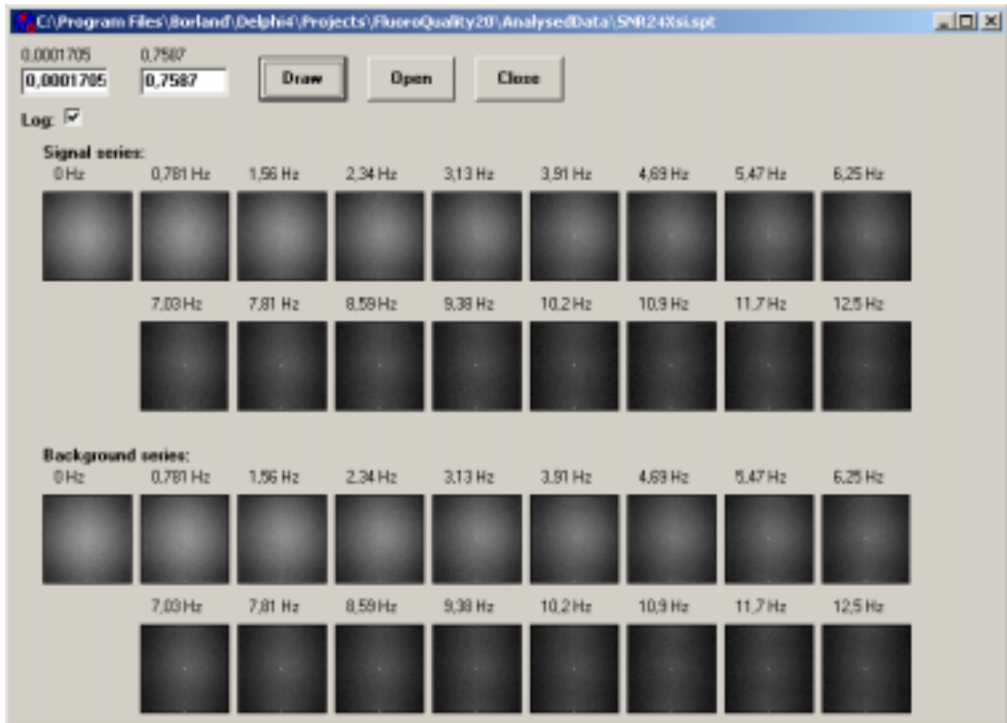 C:\Program Files\Borland\Delphi4\Projects\FluoroQuality20\AnalysedData\SNR24Xsi.spt
0,0001705 0,7587
0,0001705 0,7587 Draw Open Close
Log:
Signal series:
0 Hz 0,781 Hz 1,56 Hz 2,34 Hz 3,13 Hz 3,91 Hz 4,69 Hz 5,47 Hz 6,25 Hz
7,03 Hz 7,81 Hz 8,59 Hz 9,38 Hz 10,2 Hz 10,9 Hz 11,7 Hz 12,5 Hz
Background series:
0 Hz 0,781 Hz 1,56 Hz 2,34 Hz 3,13 Hz 3,91 Hz 4,69 Hz 5,47 Hz 6,25 Hz
7,03 Hz 7,81 Hz 8,59 Hz 9,38 Hz 10,2 Hz 10,9 Hz 11,7 Hz 12,5 Hz